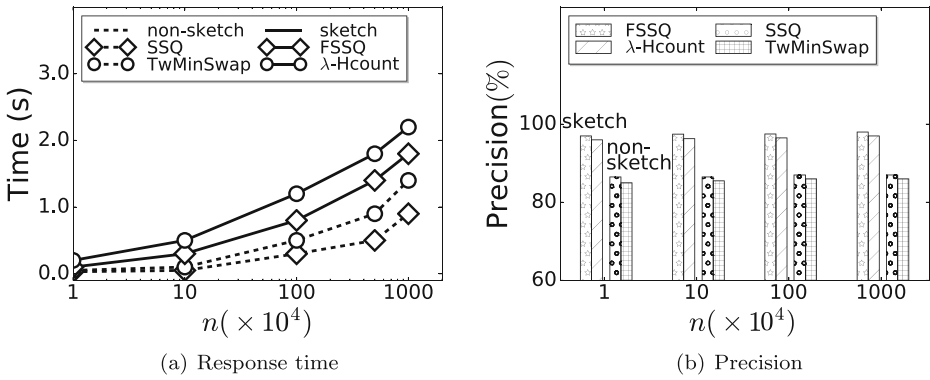 non-sketch sketch
SSQ FSSQ
TwMinSwap λ-Hcount
Time (s)
3.0
2.0
1.0
0.0
1 10 100 1000
n(×10⁴)
(a) Response time
FSSQ SSQ
λ-Hcount TwMinSwap
Precision(%)
100
80
60
sketch
non-
sketch
1 10 100 1000
n(×10⁴)
(b) Precision